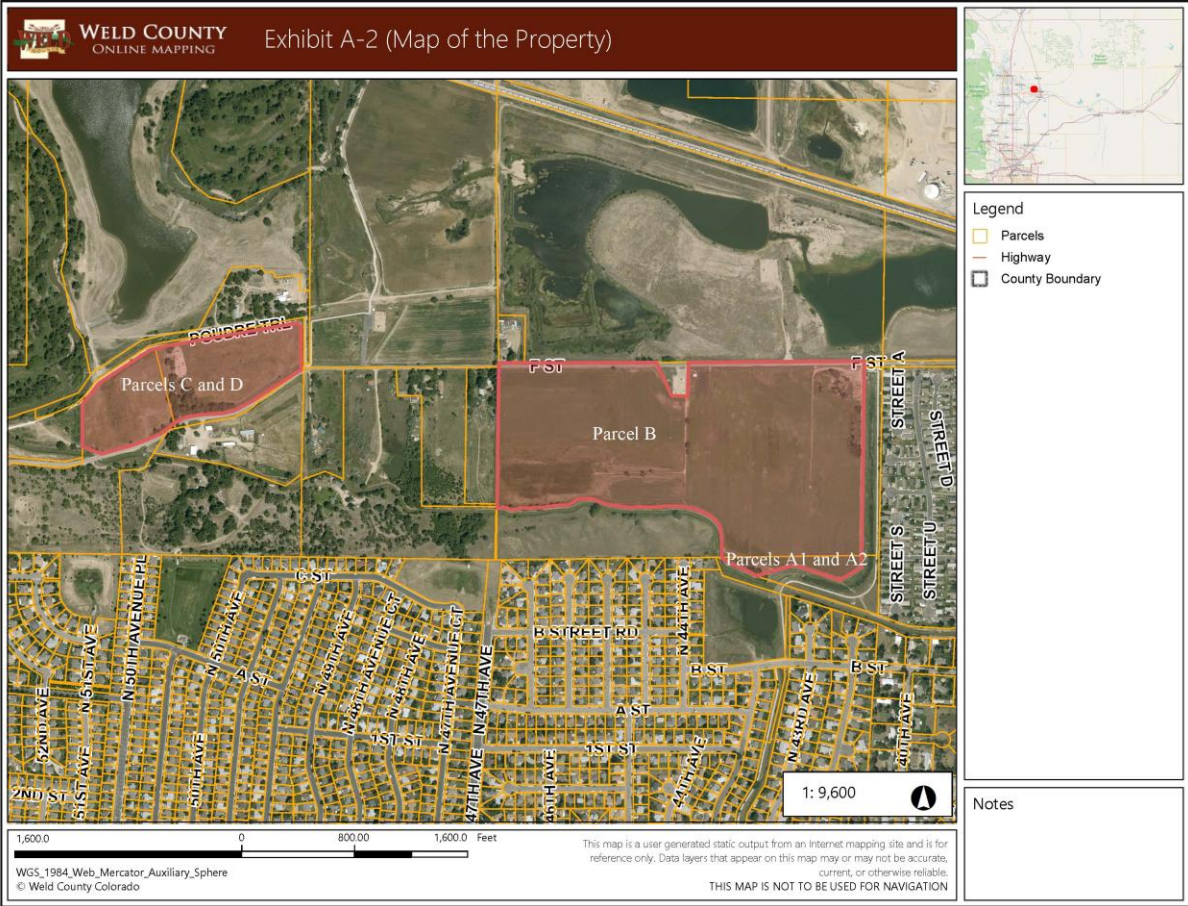 WELD COUNTY
ONLINE MAPPING
Exhibit A-2 (Map of the Property)
POUDRE TRL
Parcels C and D
F ST
F ST
Parcel B
Parcels A1 and A2
STREET A
STREET D
STREET S
STREET U
C ST
N 50TH AVENUE PL
N 51ST AVE
52ND AVE
51ST AVE
2ND ST
N 50TH AVE
50TH AVE
A ST
N 49TH AVE
N 48TH AVENUE CT
N 48TH AVE
N 47TH AVENUE CT
N 47TH AVE
47TH AVE
1ST ST
B STREET RD
N 44TH AVE
B ST
B ST
A ST
1ST ST
46TH AVE
44TH AVE
N 43RD AVE
40TH AVE
1: 9,600
Legend
Parcels
Highway
County Boundary
Notes
1,600.0 0 800.00 1,600.0 Feet
WGS_1984_Web_Mercator_Auxiliary_Sphere
© Weld County Colorado
This map is a user generated static output from an Internet mapping site and is for
reference only. Data layers that appear on this map may or may not be accurate,
current, or otherwise reliable.
THIS MAP IS NOT TO BE USED FOR NAVIGATION